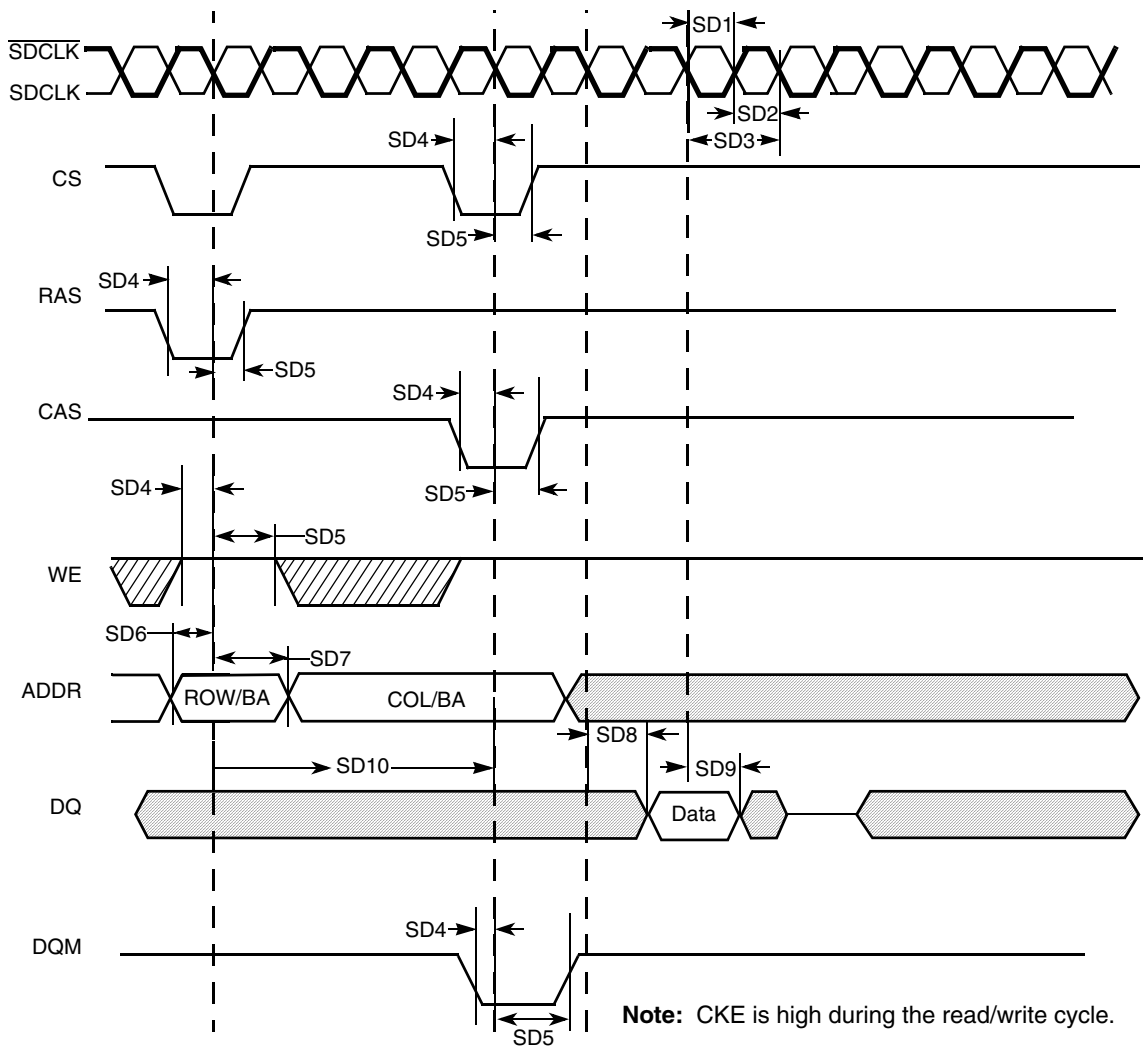 SD1
SDCLK
SDCLK
SD2
SD4
SD3
CS
SD5
SD4
RAS
SD5
SD4
CAS
SD4
SD5
SD5
WE
SD6
SD7
ADDR
ROW/BA
COL/BA
SD8
SD10
SD9
DQ
Data
SD4
DQM
Note: CKE is high during the read/write cycle.
SD5